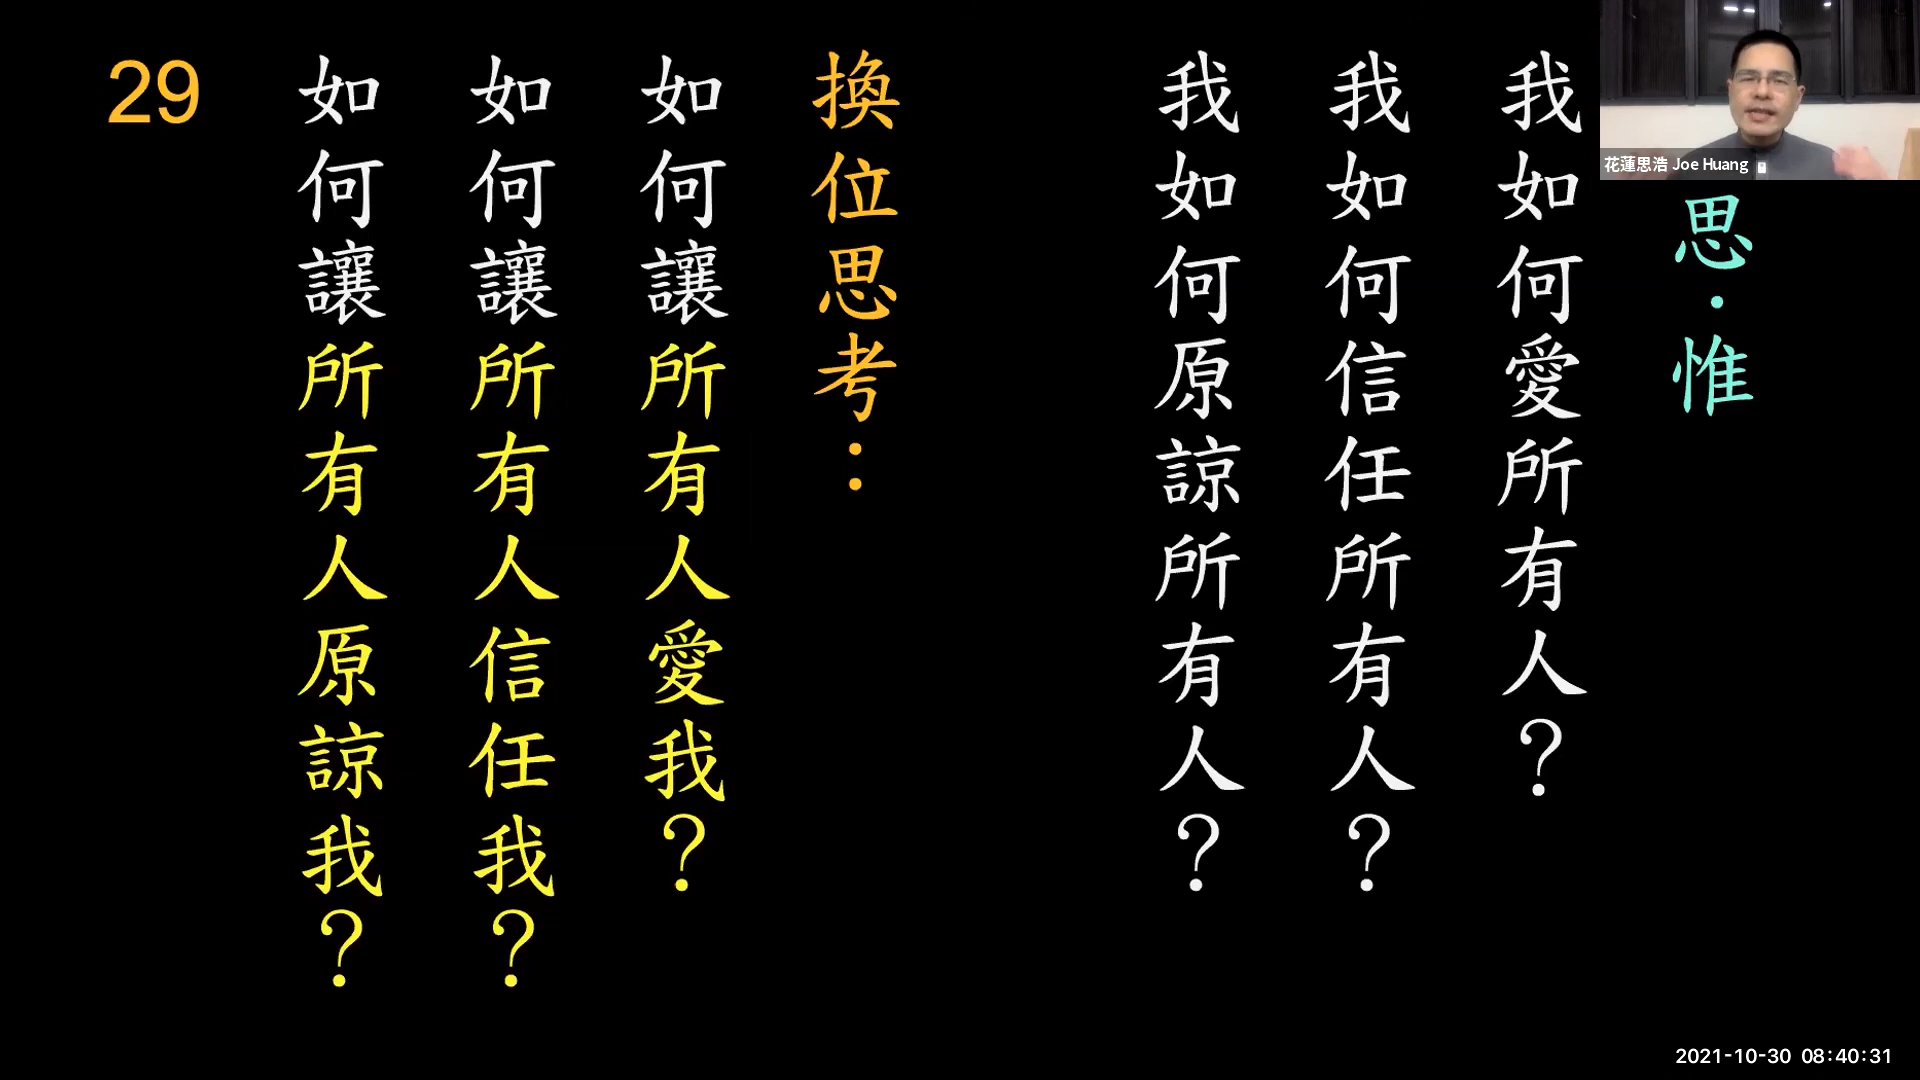 思·惟
我如何愛所有人？
我如何信任所有人？
我如何原諒所有人？
換位思考：
如何讓所有人愛我？
如何讓所有人信任我？
如何讓所有人原諒我？
29
花蓮思浩 Joe Huang
2021-10-30 08:40:31